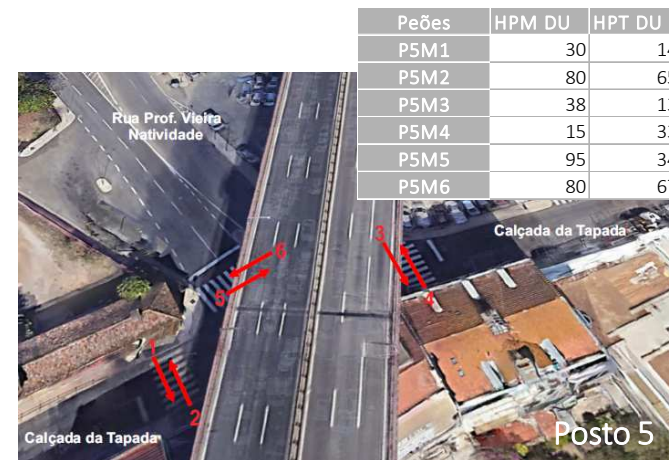 Peões HPM DU HPT DU
P5M1 30
P5M2 80
P5M3 38
P5M4 15
P5M5 95
P5M6 80
Rua Prof. Vieira
Natividade
Calçada da Tapada
6
3
5
4
1
2
Calçada da Tapada
Posto 5